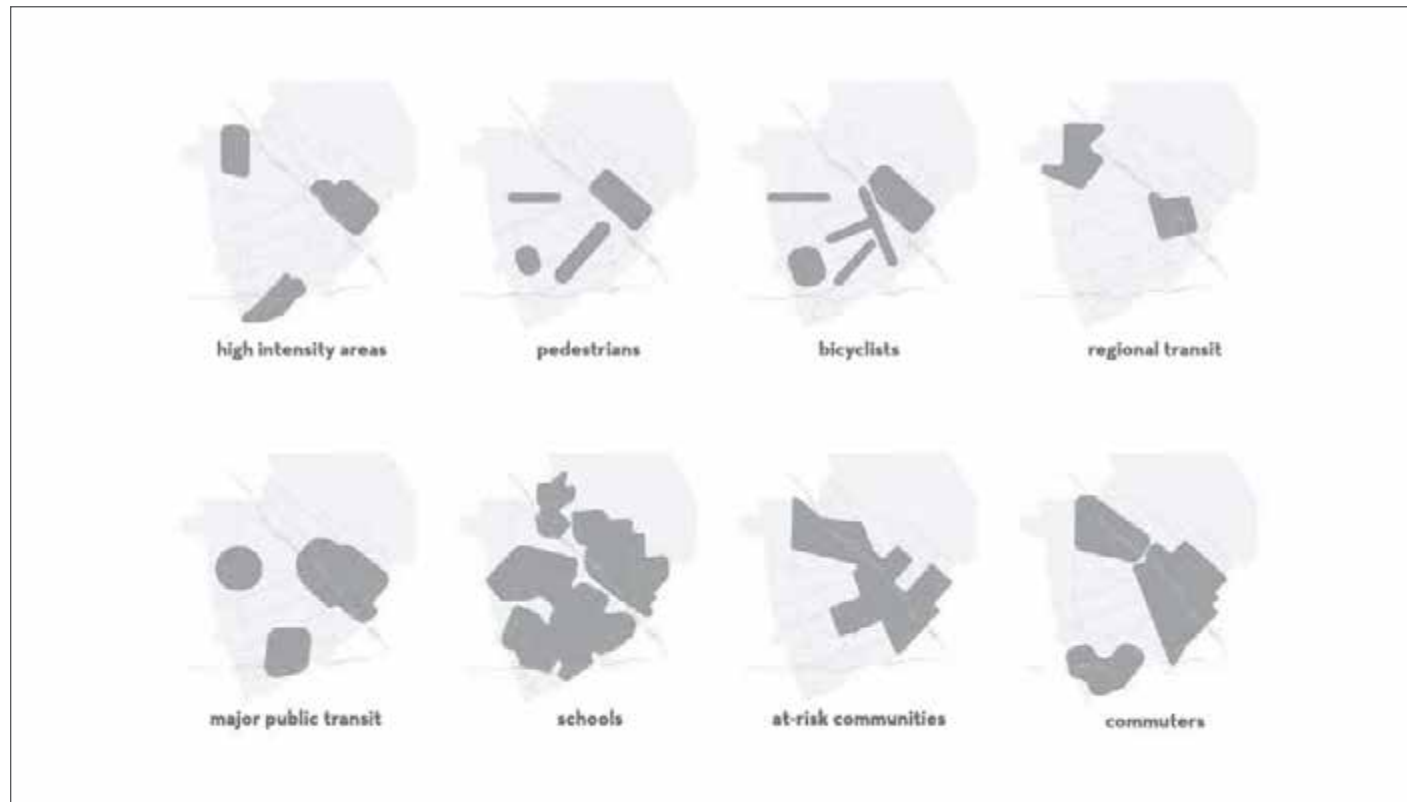 high intensity areas
pedestrians
bicyclists
regional transit
major public transit
schools
at-risk communities
commuters